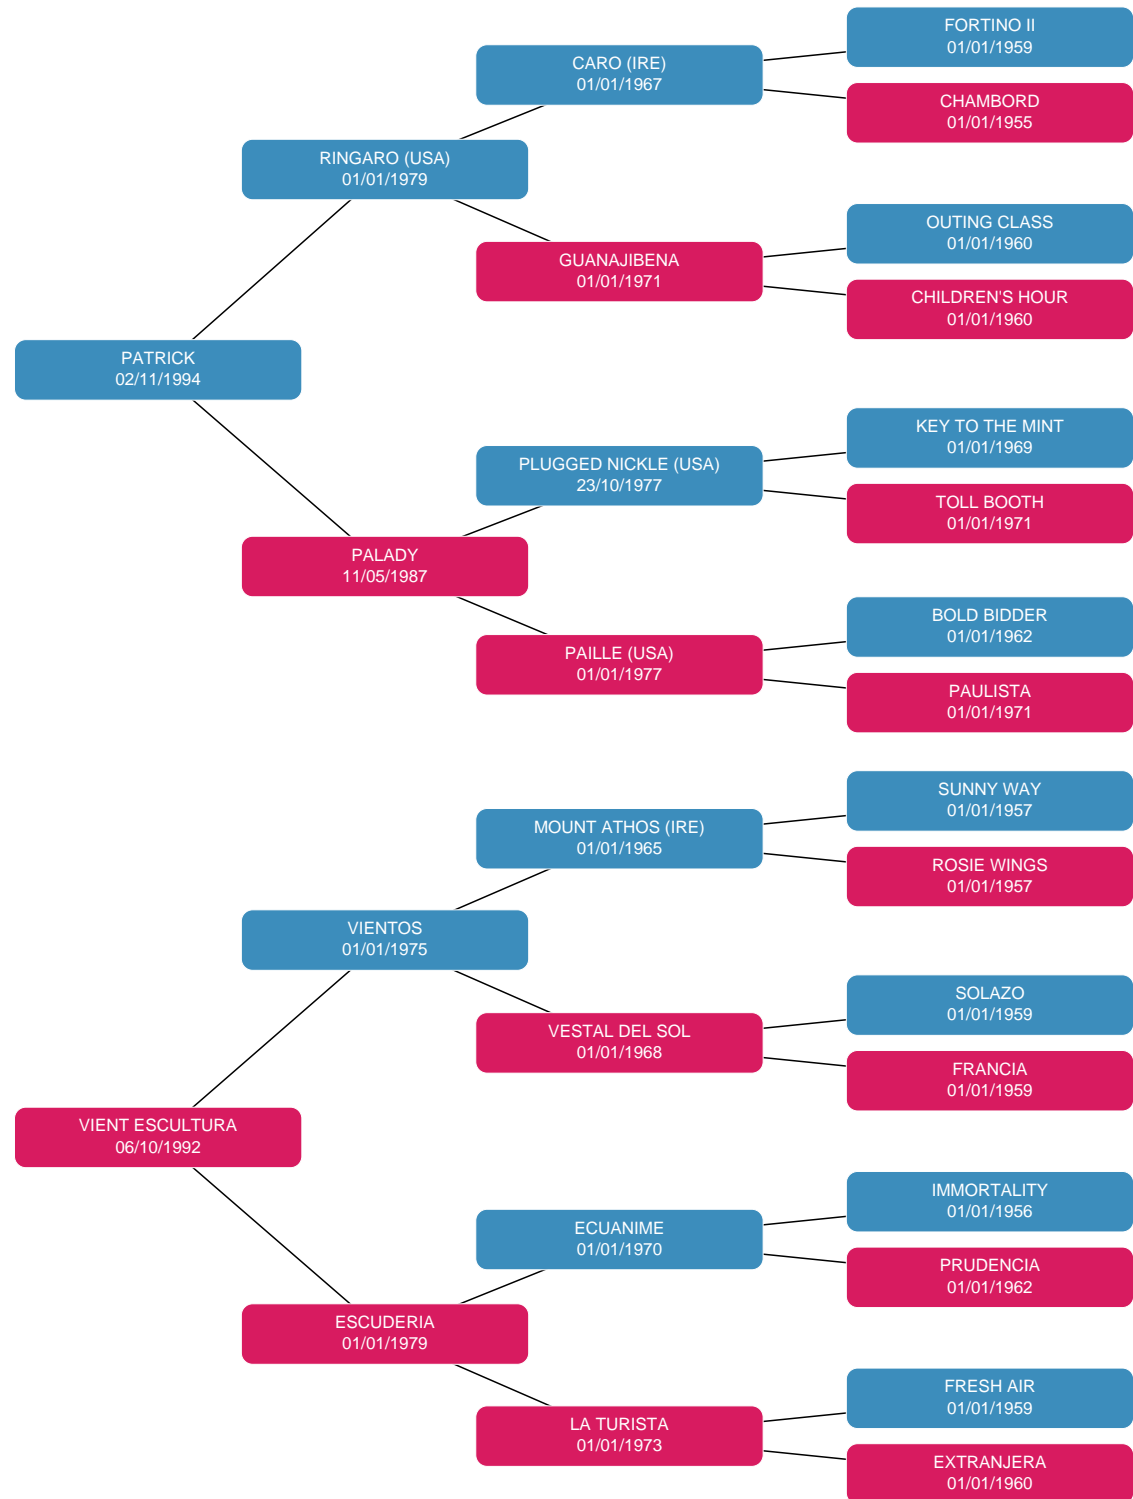 FORTINO II
01/01/1959
CARO (IRE)
01/01/1967
CHAMBORD
01/01/1955
RINGARO (USA)
01/01/1979
OUTING CLASS
01/01/1960
GUANAJIBENA
01/01/1971
CHILDREN'S HOUR
01/01/1960
PATRICK
02/11/1994
KEY TO THE MINT
01/01/1969
PLUGGED NICKLE (USA)
23/10/1977
TOLL BOOTH
01/01/1971
PALADY
11/05/1987
BOLD BIDDER
01/01/1962
PAILLE (USA)
01/01/1977
PAULISTA
01/01/1971
SUNNY WAY
01/01/1957
MOUNT ATHOS (IRE)
01/01/1965
ROSIE WINGS
01/01/1957
VIENTOS
01/01/1975
SOLAZO
01/01/1959
VESTAL DEL SOL
01/01/1968
FRANCIA
01/01/1959
VIENT ESCULTURA
06/10/1992
IMMORTALITY
01/01/1956
ECUANIME
01/01/1970
PRUDENCIA
01/01/1962
ESCUDERIA
01/01/1979
FRESH AIR
01/01/1959
LA TURISTA
01/01/1973
EXTRANJERA
01/01/1960